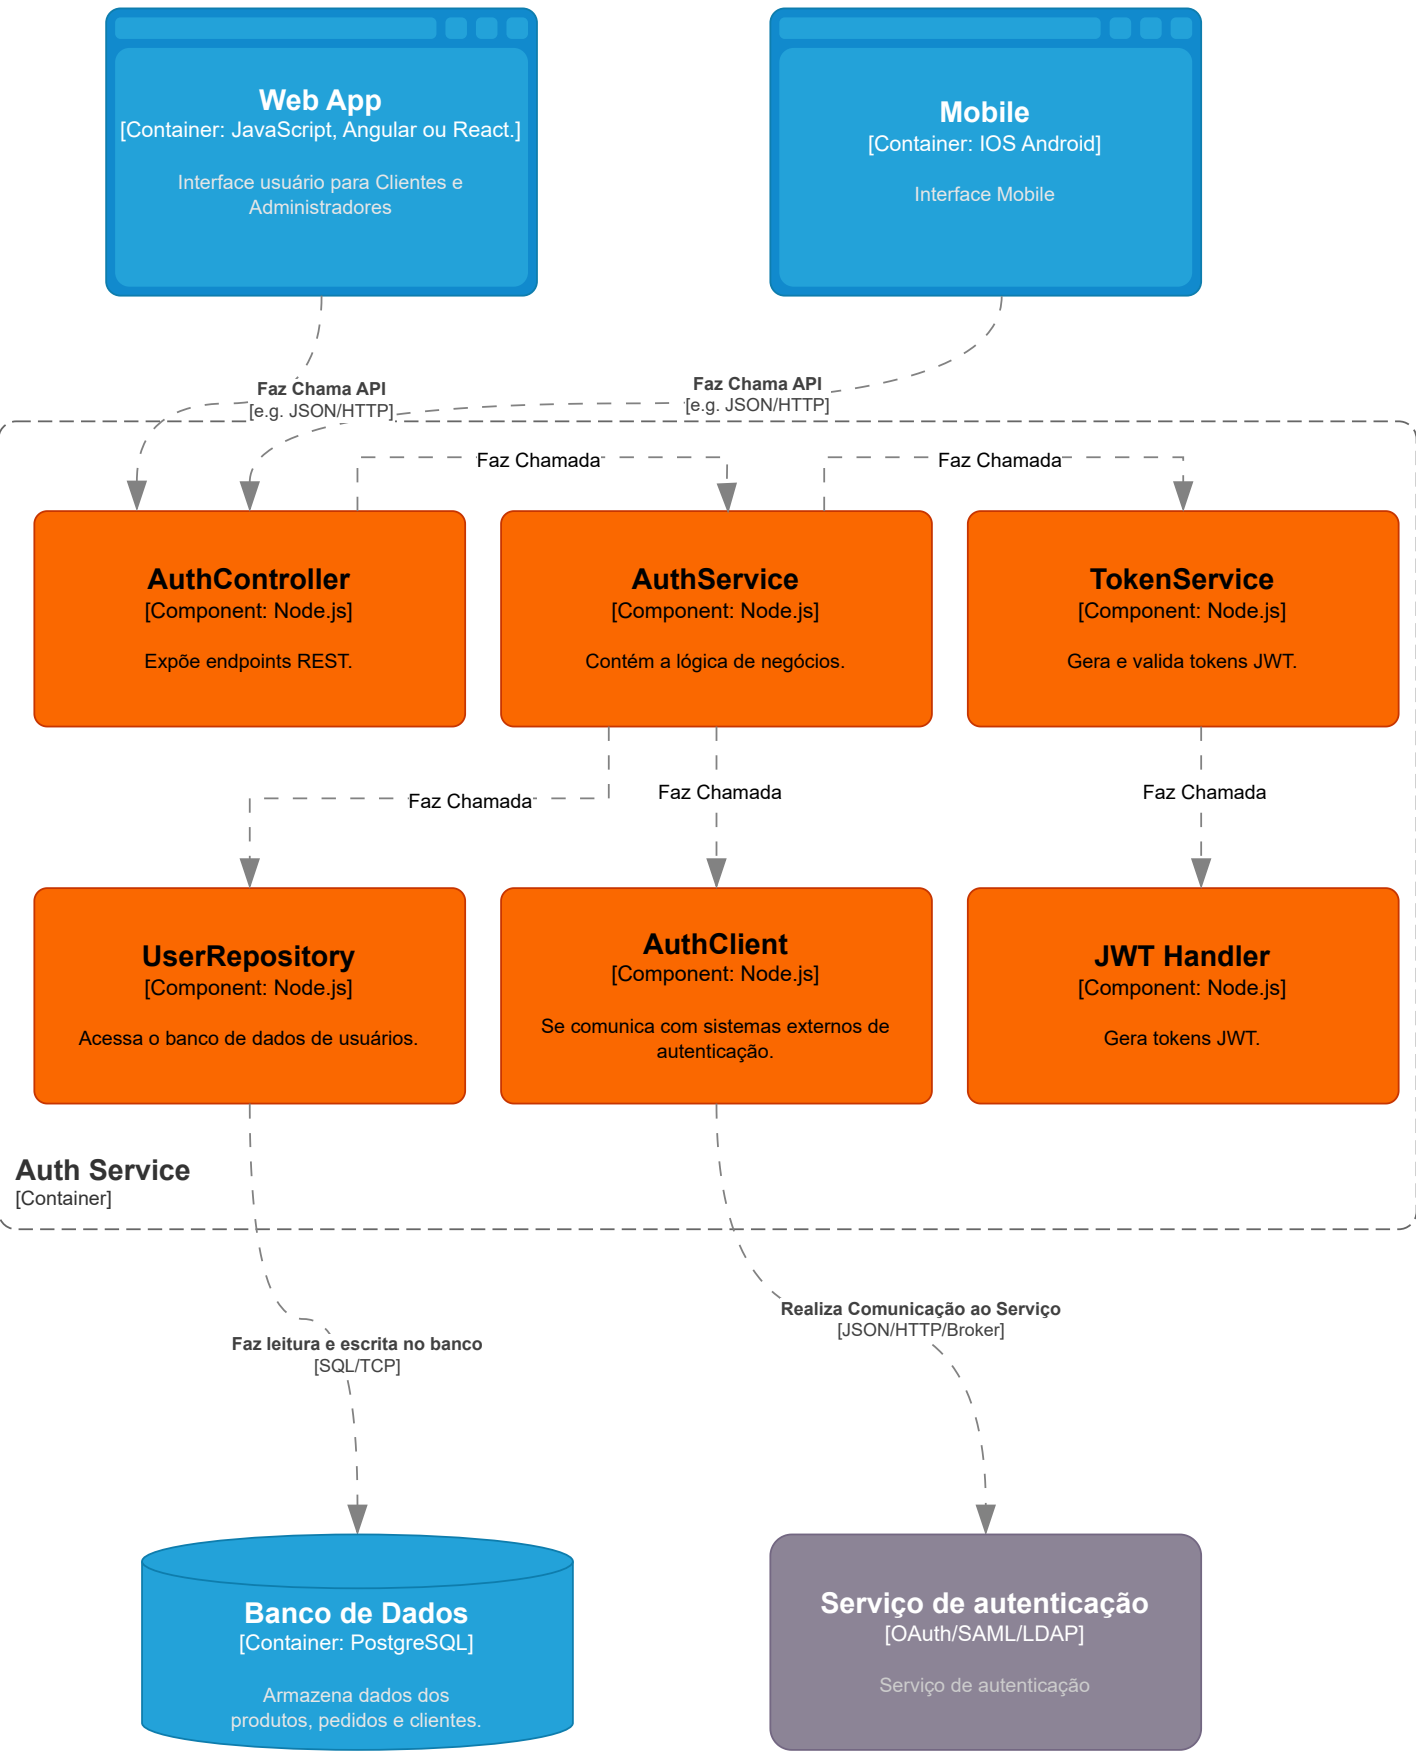 Web App
[Container: JavaScript, Angular ou React.]
Interface usuário para Clientes e
Administradores
Mobile
[Container: IOS Android]
Interface Mobile
Faz Chama API
[e.g. JSON/HTTP]
Faz Chama API
[e.g. JSON/HTTP]
Faz Chamada
Faz Chamada
AuthController
[Component: Node.js]
Expõe endpoints REST.
AuthService
[Component: Node.js]
Contém a lógica de negócios.
TokenService
[Component: Node.js]
Gera e valida tokens JWT.
Faz Chamada
Faz Chamada
Faz Chamada
UserRepository
[Component: Node.js]
Acessa o banco de dados de usuários.
AuthClient
[Component: Node.js]
Se comunica com sistemas externos de
autenticação.
JWT Handler
[Component: Node.js]
Gera tokens JWT.
Auth Service
[Container]
Faz leitura e escrita no banco
[SQL/TCP]
Realiza Comunicação ao Serviço
[JSON/HTTP/Broker]
Banco de Dados
[Container: PostgreSQL]
Armazena dados dos
produtos, pedidos e clientes.
Serviço de autenticação
[OAuth/SAML/LDAP]
Serviço de autenticação